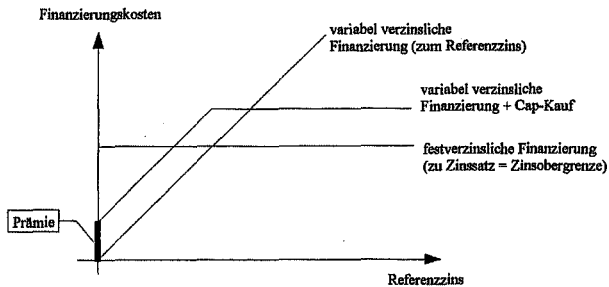 Finanzierungskosten
variabel verzinsliche
Finanzierung (zum Referenzzins)
variabel verzinsliche
Finanzierung + Cap-Kauf
festverzinsliche Finanzierung
(zu Zinssatz = Zinsobergrenze)
Prämie
Referenzzins